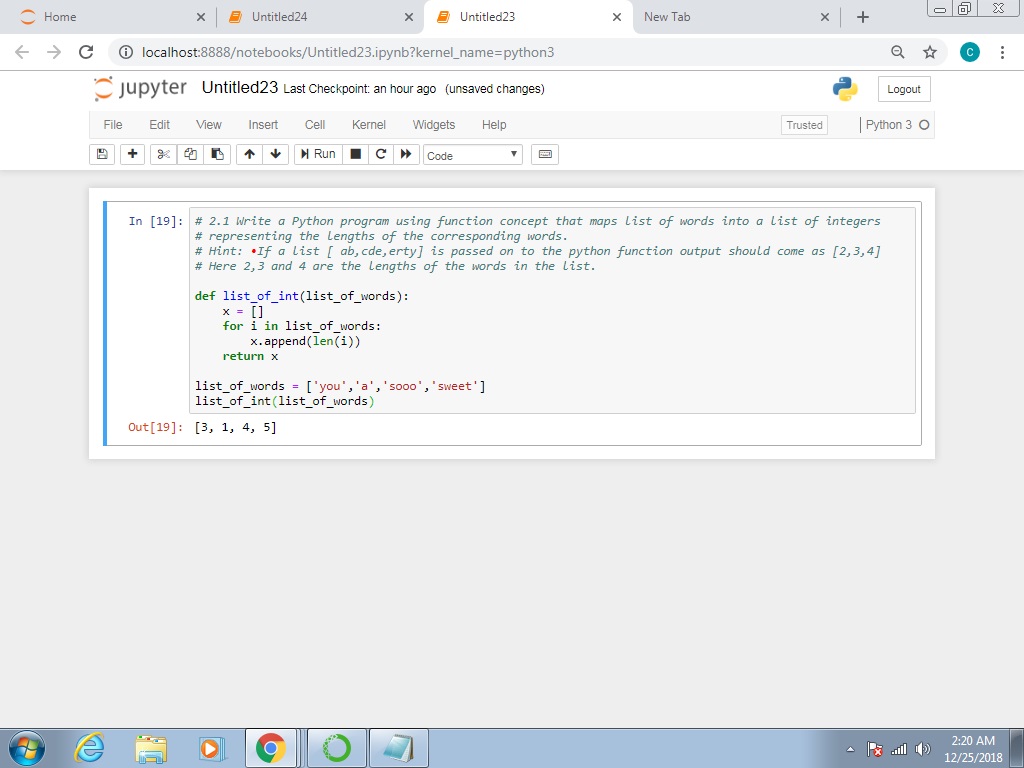 Home
Untitled24
Untitled23
New Tab
localhost:8888/notebooks/Untitled23.ipynb?kernel_name=python3
C
jupyter Untitled23 Last Checkpoint: an hour ago (unsaved changes)
Logout
File Edit View Insert Cell Kernel Widgets Help
Trusted
Python 3
Run
Code
In [19]:
# 2.1 Write a Python program using function concept that maps list of words into a list of integers
# representing the lengths of the corresponding words.
# Hint: •If a list [ ab,cde,erty] is passed on to the python function output should come as [2,3,4]
# Here 2,3 and 4 are the lengths of the words in the list.
def list_of_int(list_of_words):
    x = []
    for i in list_of_words:
        x.append(len(i))
    return x
list_of_words = ['you','a','sooo','sweet']
list_of_int(list_of_words)
Out[19]: [3, 1, 4, 5]
2:20 AM
12/25/2018